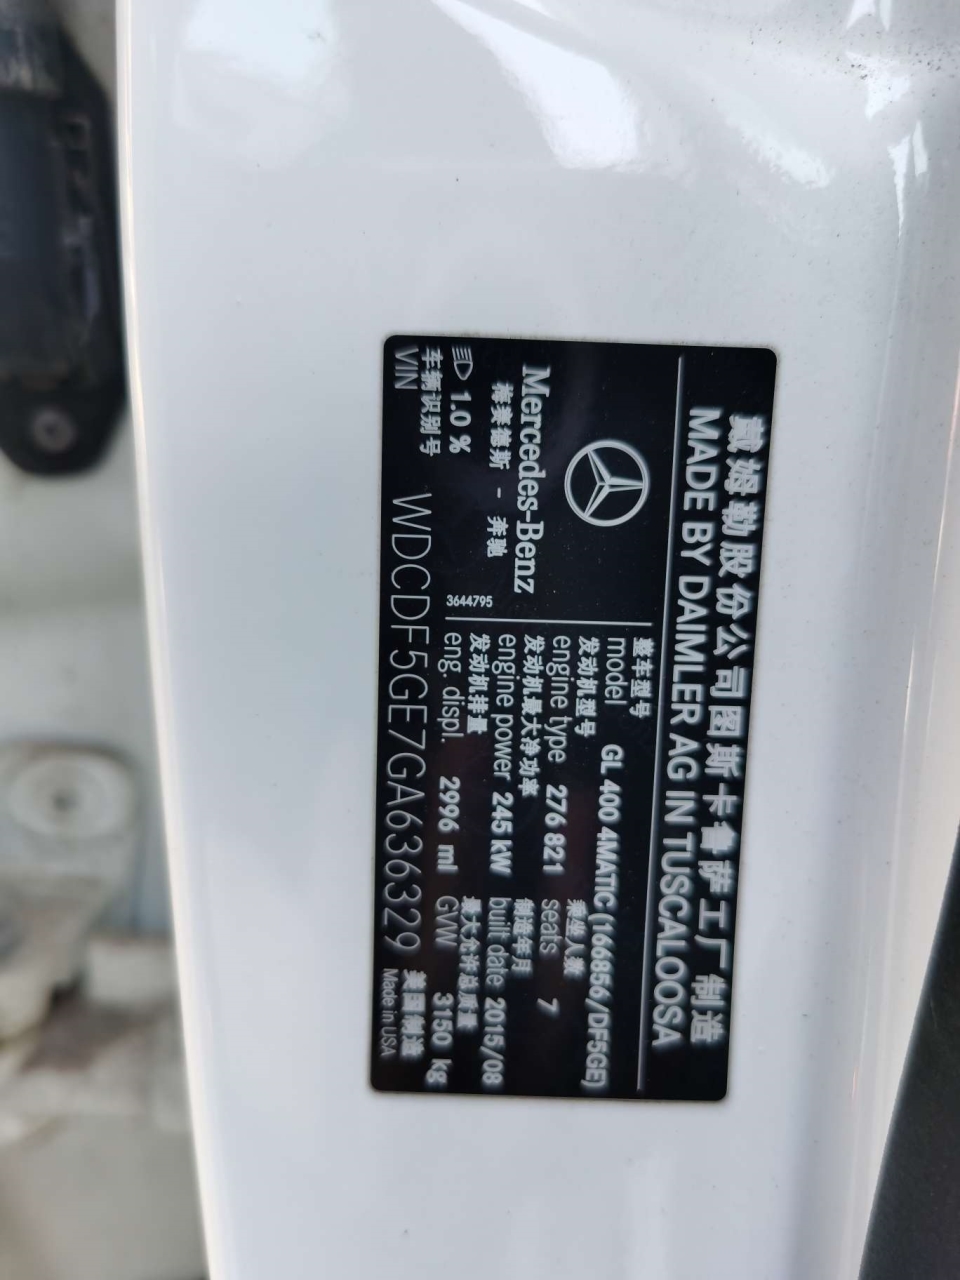 戴姆勒股份公司图斯卡鲁萨工厂制造
MADE BY DAIMLER AG IN TUSCALOOSA
Mercedes-Benz
梅赛德斯 - 奔驰
1.0 %
3644795
整车型号
model GL 400 4MATIC (166856/DF5GE)
发动机型号 乘坐人数
engine type 276 821 seats 7
发动机最大净功率 制造年月
engine power 245 kW built date 2015/08
发动机排量 最大允许总质量
eng. displ. 2996 ml GVW 3150 kg
车辆识别号 美国制造
VIN WDCDF5GE7GA636329 Made in USA